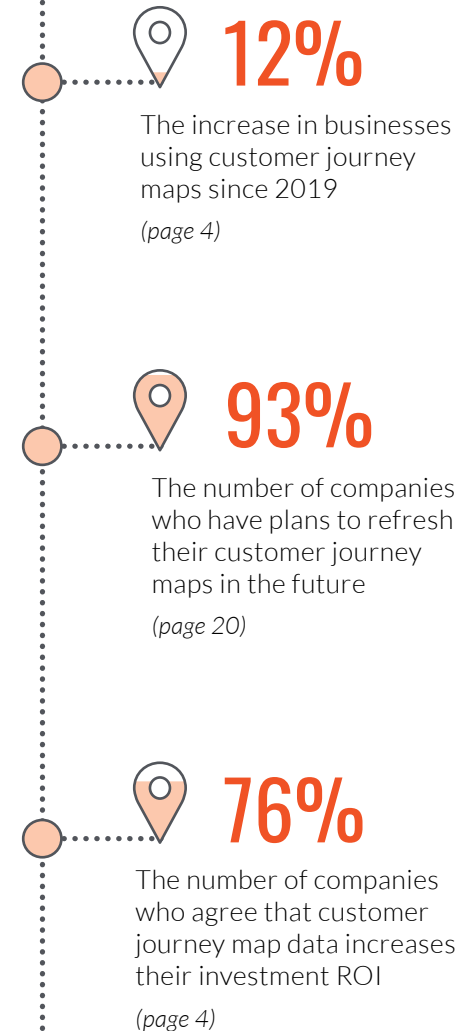 12%
The increase in businesses
using customer journey
maps since 2019
(page 4)
93%
The number of companies
who have plans to refresh
their customer journey
maps in the future
(page 20)
76%
The number of companies
who agree that customer
journey map data increases
their investment ROI
(page 4)